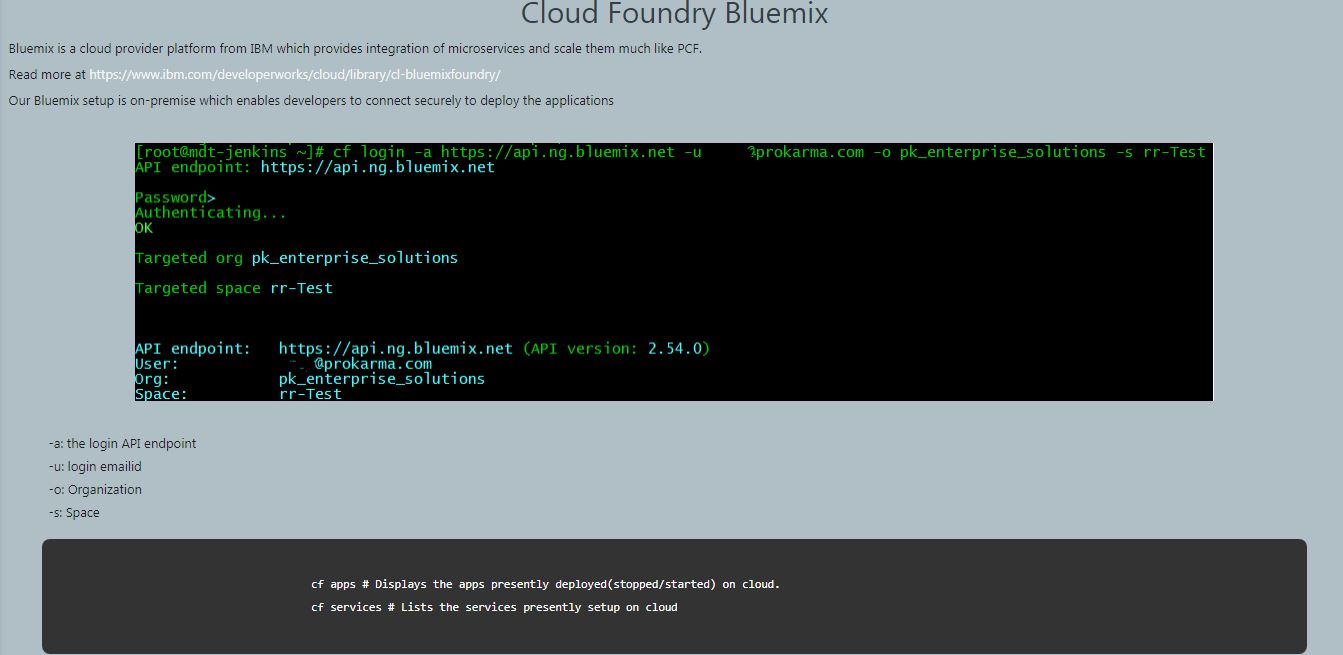 Cloud Foundry Bluemix
Bluemix is a cloud provider platform from IBM which provides integration of microservices and scale them much like PCF.
Read more at https://www.ibm.com/developerworks/cloud/library/cl-bluemixfoundry/
Our Bluemix setup is on-premise which enables developers to connect securely to deploy the applications
[root@mdt-jenkins ~]# cf login -a https://api.ng.bluemix.net -u @prokarma.com -o pk_enterprise_solutions -s rr-Test
API endpoint: https://api.ng.bluemix.net
Password>
Authenticating...
OK
Targeted org pk_enterprise_solutions
Targeted space rr-Test
API endpoint: https://api.ng.bluemix.net (API version: 2.54.0)
User: @prokarma.com
Org: pk_enterprise_solutions
Space: rr-Test
-a: the login API endpoint
-u: login emailid
-o: Organization
-s: Space
cf apps # Displays the apps presently deployed(stopped/started) on cloud.
cf services # Lists the services presently setup on cloud